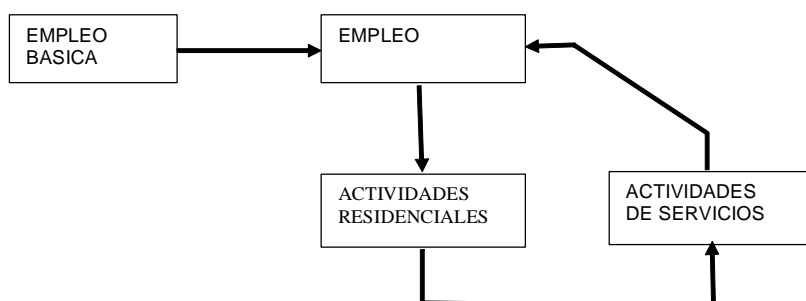 EMPLEO
BASICA
EMPLEO
ACTIVIDADES
RESIDENCIALES
ACTIVIDADES
DE SERVICIOS